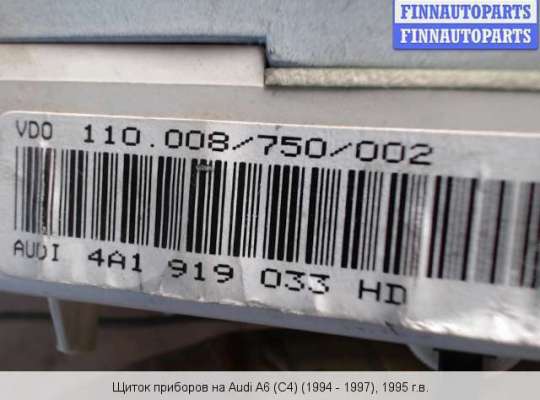 FINNAUTOPARTS
FINNAUTOPARTS
VDO 110.008/750/002
AUDI 4A1 919 033 HD
Щиток приборов на Audi A6 (C4) (1994 - 1997), 1995 г.в.